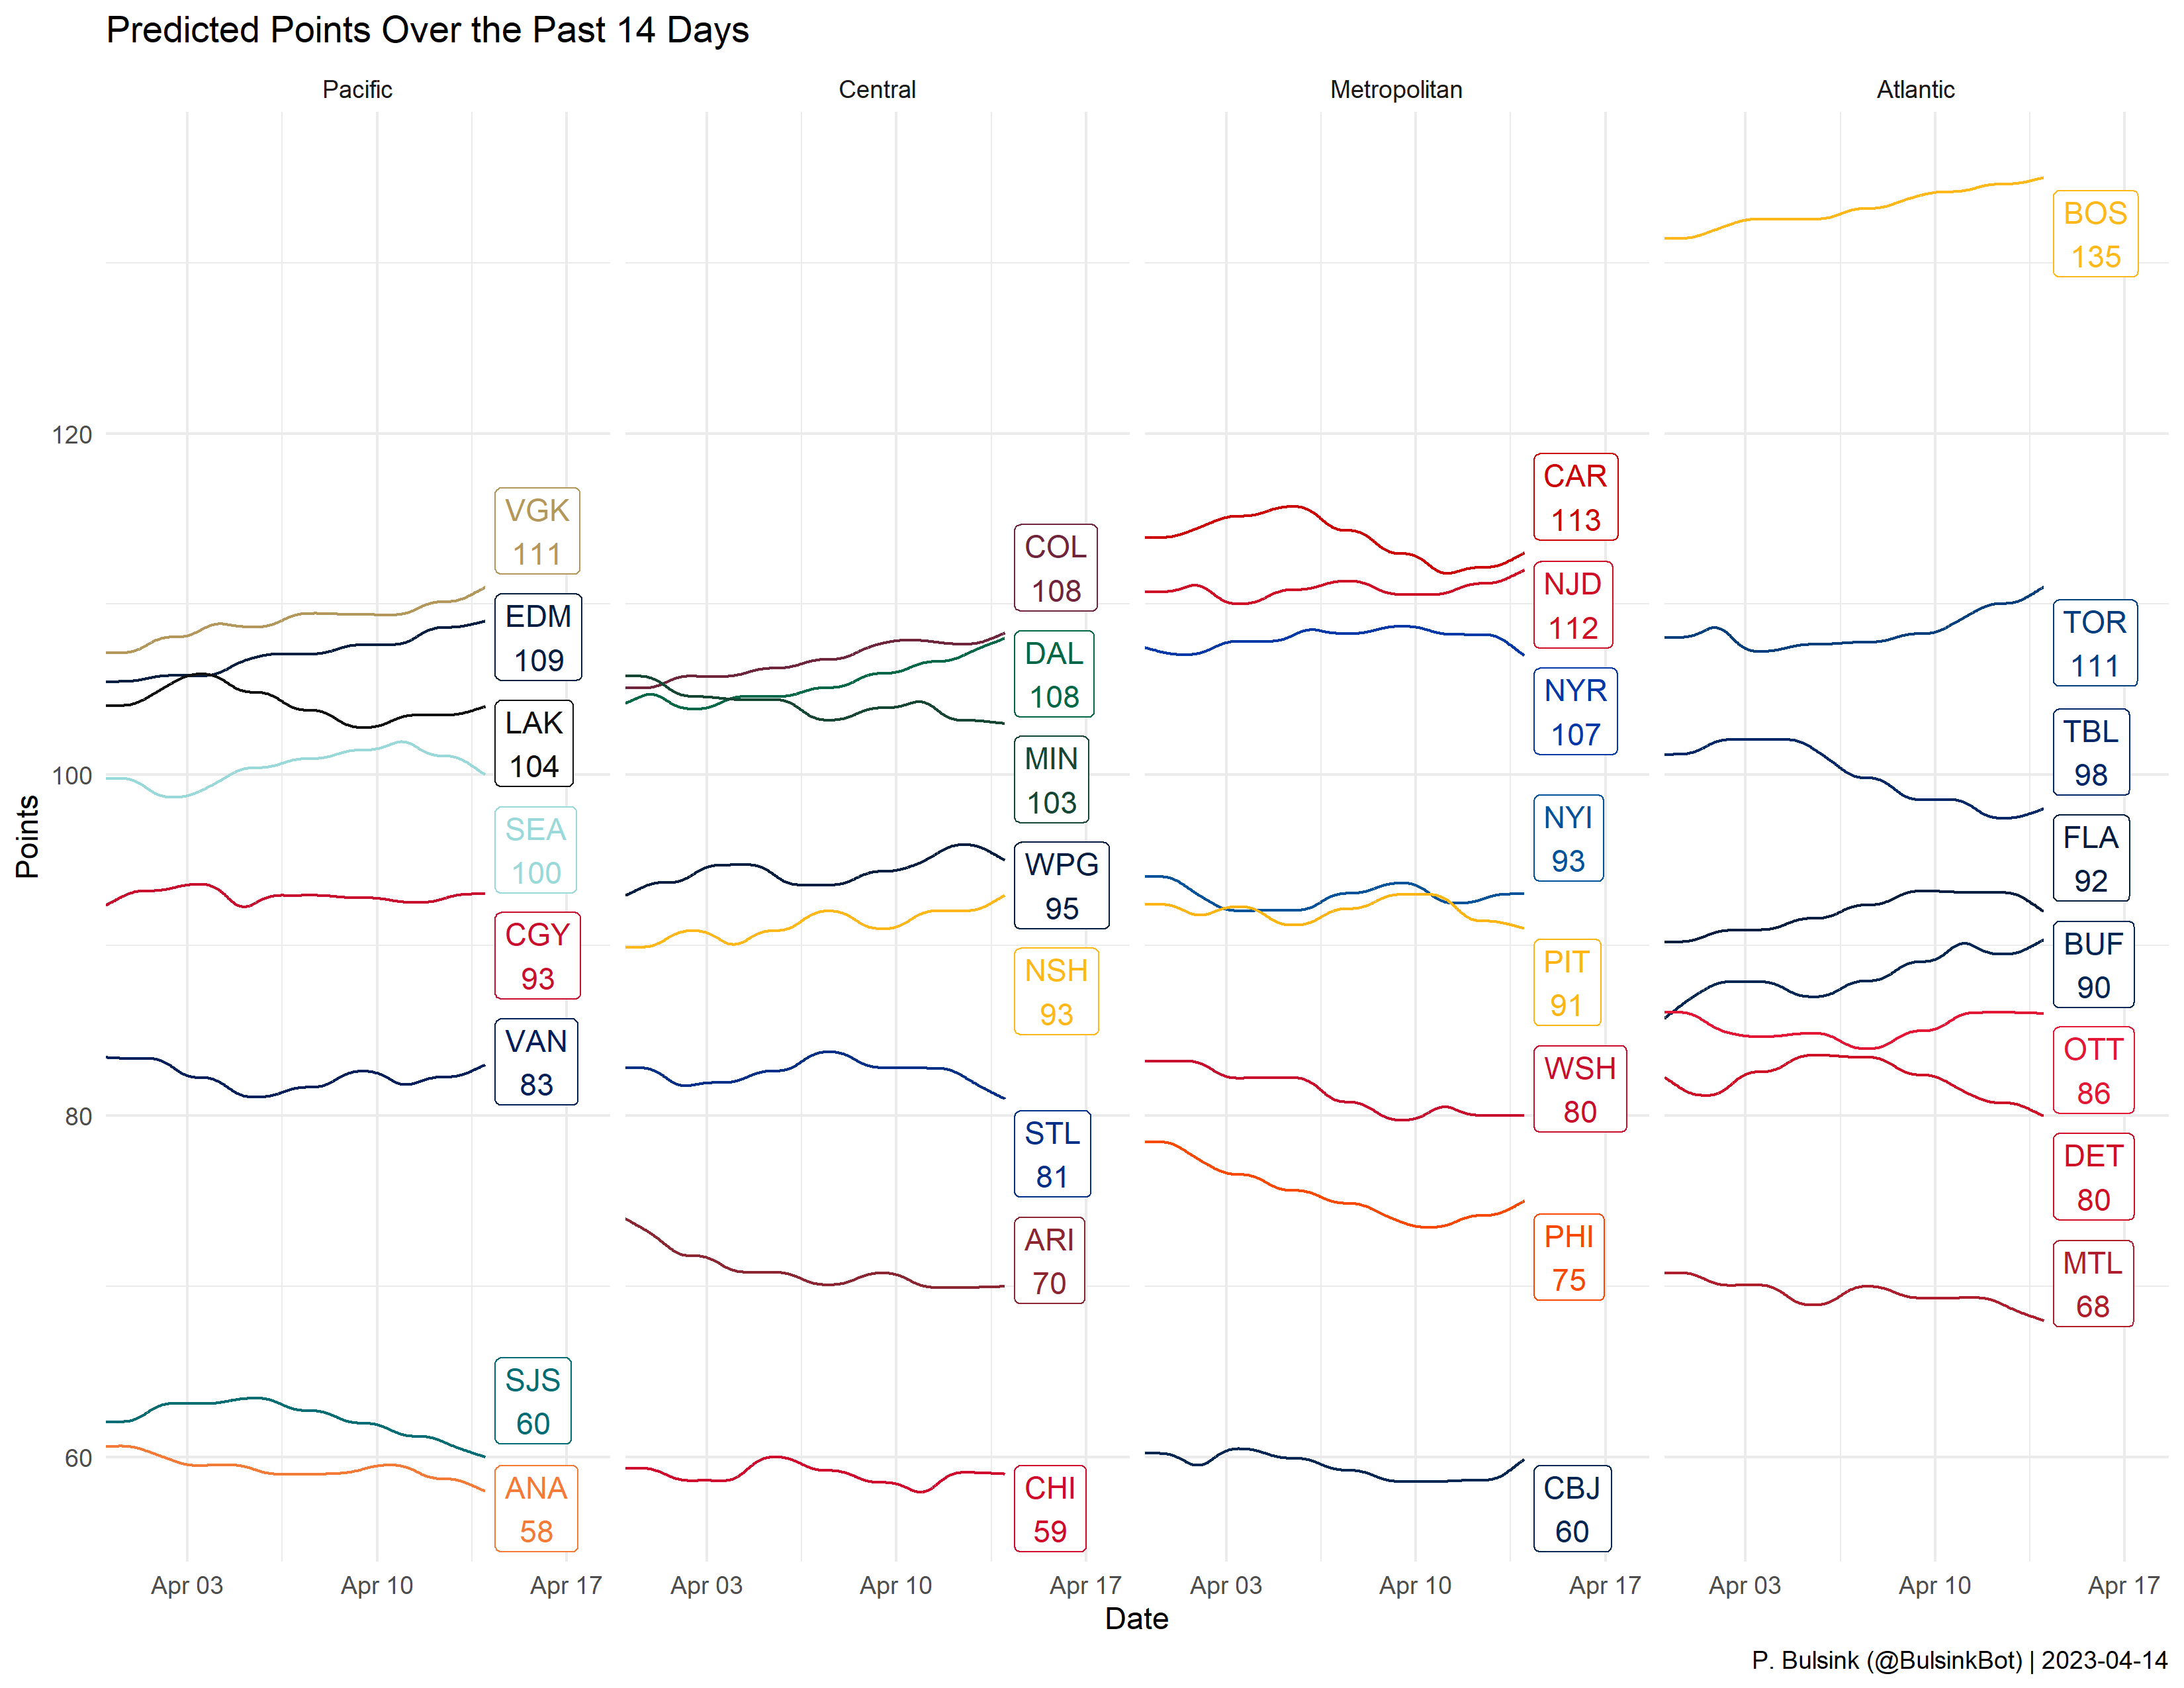 Predicted Points Over the Past 14 Days
Pacific
Central
Metropolitan
Atlantic
Points
120
100
80
60
VGK
111
EDM
109
LAK
104
SEA
100
CGY
93
VAN
83
SJS
60
ANA
58
COL
108
DAL
108
MIN
103
WPG
95
NSH
93
STL
81
ARI
70
CHI
59
CAR
113
NJD
112
NYR
107
NYI
93
PIT
91
WSH
80
PHI
75
CBJ
60
BOS
135
TOR
111
TBL
98
FLA
92
BUF
90
OTT
86
DET
80
MTL
68
Apr 03 Apr 10 Apr 17
Apr 03 Apr 10 Apr 17
Apr 03 Apr 10 Apr 17
Apr 03 Apr 10 Apr 17
Date
P. Bulsink (@BulsinkBot) | 2023-04-14